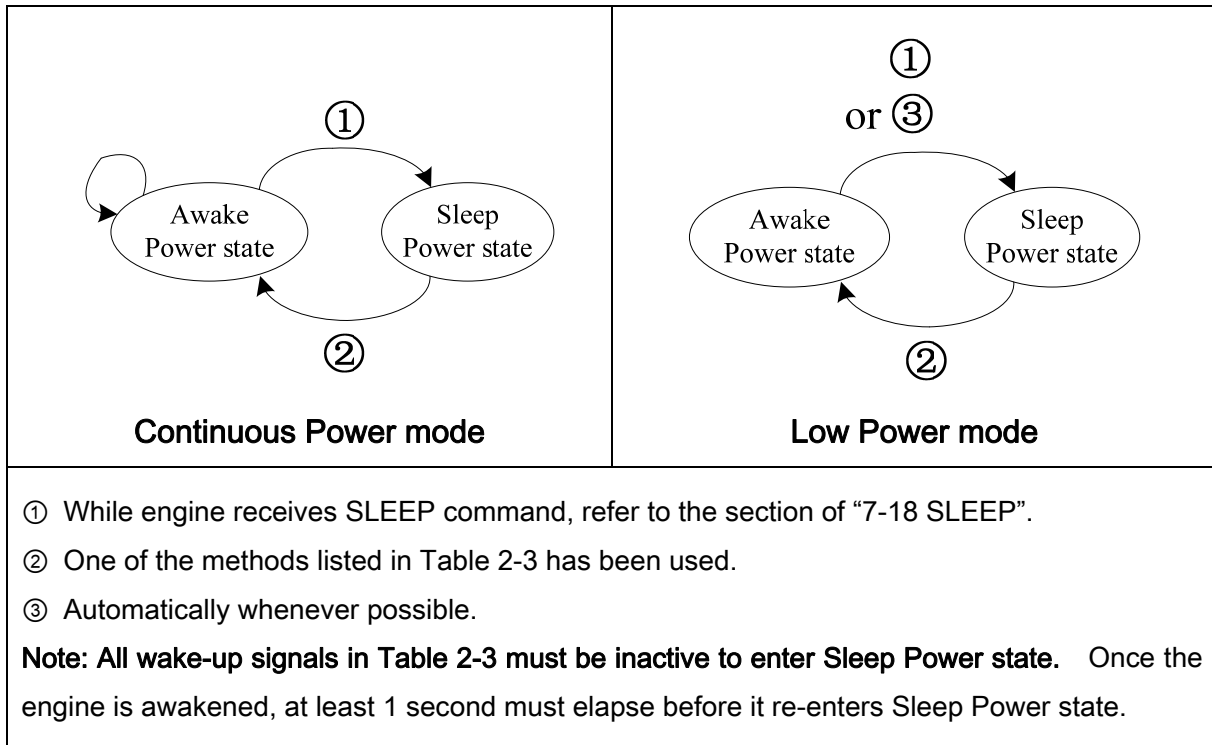 ①
Awake
Power state
Sleep
Power state
②
Continuous Power mode
①
or ③
Awake
Power state
Sleep
Power state
②
Low Power mode
① While engine receives SLEEP command, refer to the section of “7-18 SLEEP”.
② One of the methods listed in Table 2-3 has been used.
③ Automatically whenever possible.
Note: All wake-up signals in Table 2-3 must be inactive to enter Sleep Power state. Once the
engine is awakened, at least 1 second must elapse before it re-enters Sleep Power state.